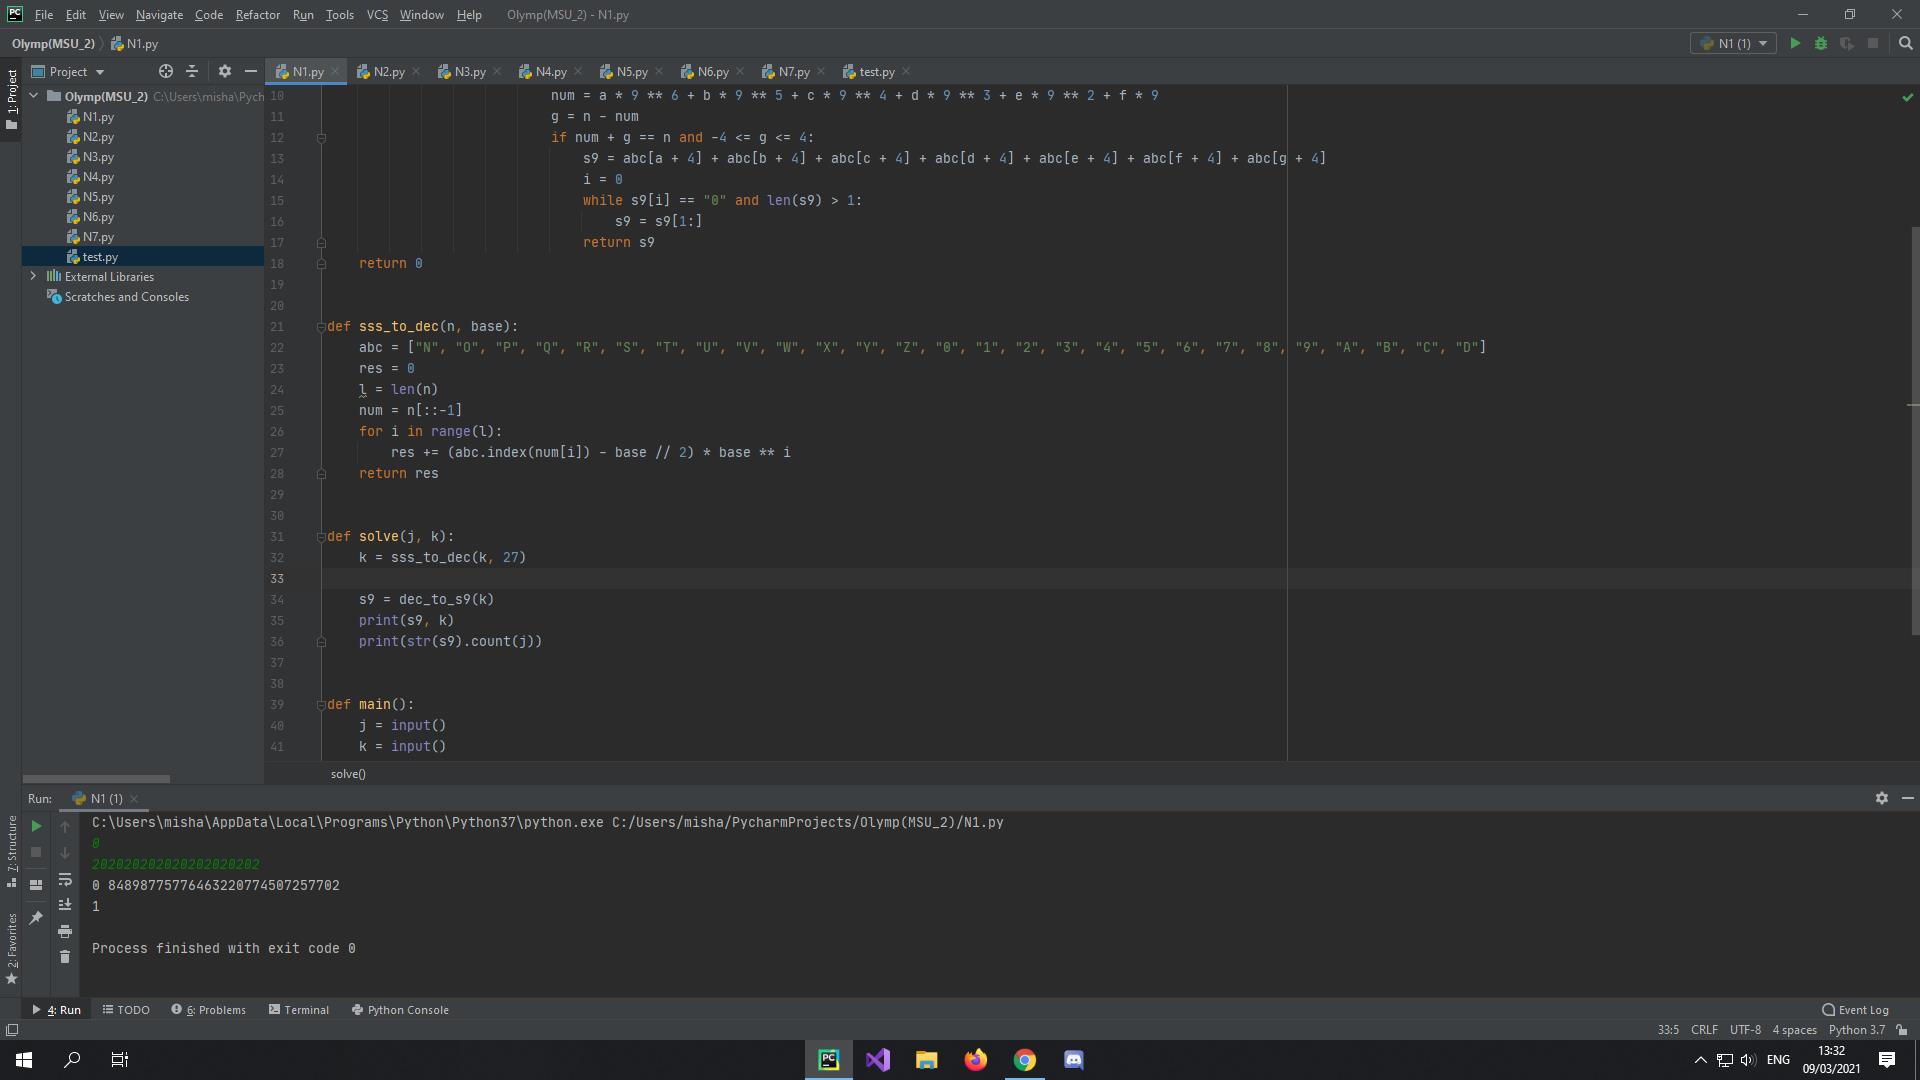 File Edit View Navigate Code Refactor Run Tools VCS Window Help Olymp(MSU_2) - N1.py
Olymp(MSU_2) N1.py N1 (1)
1: Project
Project
N1.py N2.py N3.py N4.py N5.py N6.py N7.py test.py
Olymp(MSU_2) C:\Users\misha\Pych
N1.py
N2.py
N3.py
N4.py
N5.py
N6.py
N7.py
test.py
External Libraries
Scratches and Consoles
10 num = a * 9 ** 6 + b * 9 ** 5 + c * 9 ** 4 + d * 9 ** 3 + e * 9 ** 2 + f * 9
11 g = n - num
12 if num + g == n and -4 <= g <= 4:
13 s9 = abc[a + 4] + abc[b + 4] + abc[c + 4] + abc[d + 4] + abc[e + 4] + abc[f + 4] + abc[g + 4]
14 i = 0
15 while s9[i] == "0" and len(s9) > 1:
16 s9 = s9[1:]
17 return s9
18 return 0
19
20
21 def sss_to_dec(n, base):
22 abc = ["N", "O", "P", "Q", "R", "S", "T", "U", "V", "W", "X", "Y", "Z", "0", "1", "2", "3", "4", "5", "6", "7", "8", "9", "A", "B", "C", "D"]
23 res = 0
24 l = len(n)
25 num = n[::-1]
26 for i in range(l):
27 res += (abc.index(num[i]) - base // 2) * base ** i
28 return res
29
30
31 def solve(j, k):
32 k = sss_to_dec(k, 27)
33
34 s9 = dec_to_s9(k)
35 print(s9, k)
36 print(str(s9).count(j))
37
38
39 def main():
40 j = input()
41 k = input()
solve()
Run: N1 (1)
C:\Users\misha\AppData\Local\Programs\Python\Python37\python.exe C:/Users/misha/PycharmProjects/Olymp(MSU_2)/N1.py
0
202020202020202020202
0 84898775776463220774507257702
1
Process finished with exit code 0
7: Structure
2: Favorites
4: Run TODO 6: Problems Terminal Python Console Event Log
33:5 CRLF UTF-8 4 spaces Python 3.7
ENG
13:32
09/03/2021